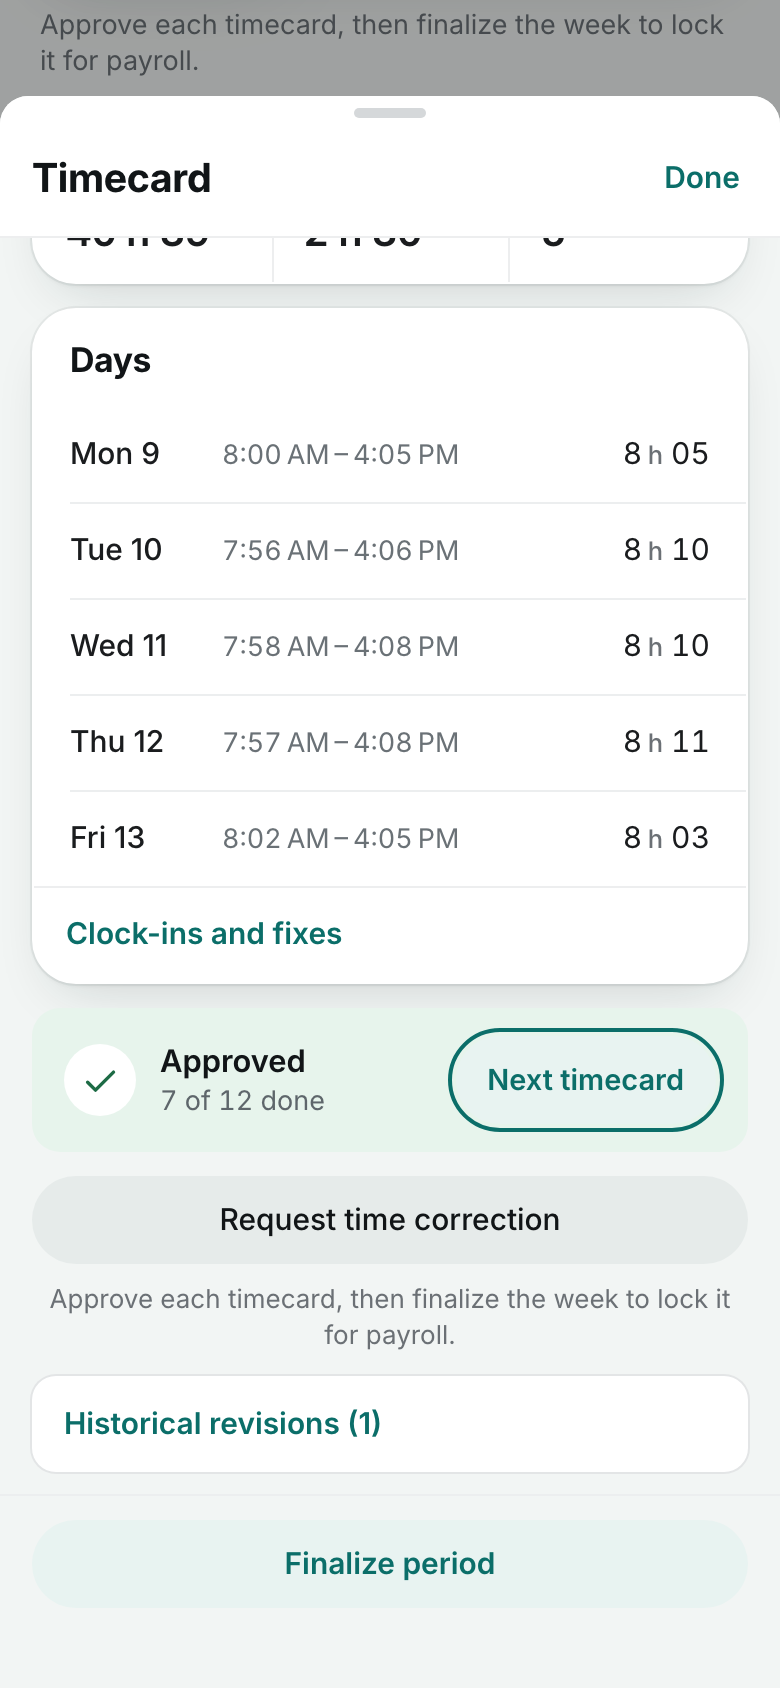 Approve each timecard, then finalize the week to lock
it for payroll.
Timecard
Done
Days
Mon 9 8:00 AM – 4:05 PM 8 h 05
Tue 10 7:56 AM – 4:06 PM 8 h 10
Wed 11 7:58 AM – 4:08 PM 8 h 10
Thu 12 7:57 AM – 4:08 PM 8 h 11
Fri 13 8:02 AM – 4:05 PM 8 h 03
Clock-ins and fixes
Approved
7 of 12 done
Next timecard
Request time correction
Approve each timecard, then finalize the week to lock it
for payroll.
Historical revisions (1)
Finalize period